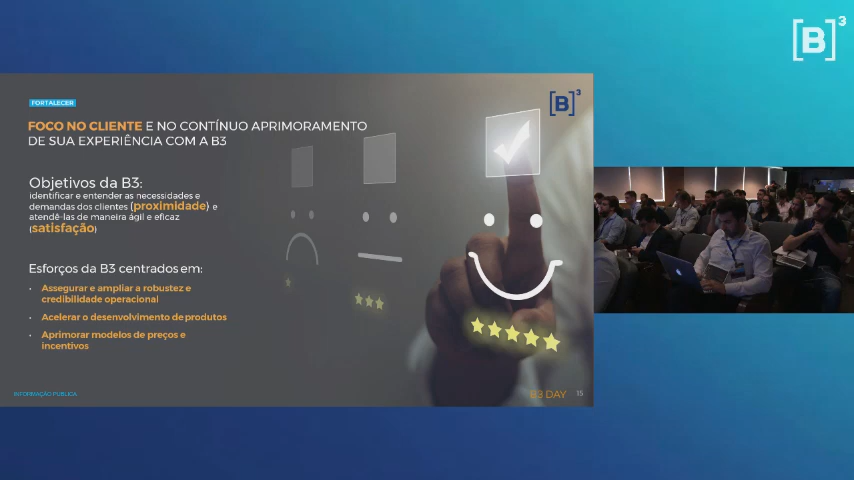 [B]³
FORTALECER
[B]³
FOCO NO CLIENTE E NO CONTÍNUO APRIMORAMENTO
DE SUA EXPERIÊNCIA COM A B3
Objetivos da B3:
identificar e entender as necessidades e
demandas dos clientes (proximidade) e
atendê-las de maneira ágil e eficaz
(satisfação)
Esforços da B3 centrados em:
• Assegurar e ampliar a robustez e
credibilidade operacional
• Acelerar o desenvolvimento de produtos
• Aprimorar modelos de preços e
incentivos
INFORMAÇÃO PÚBLICA
B3 DAY 15